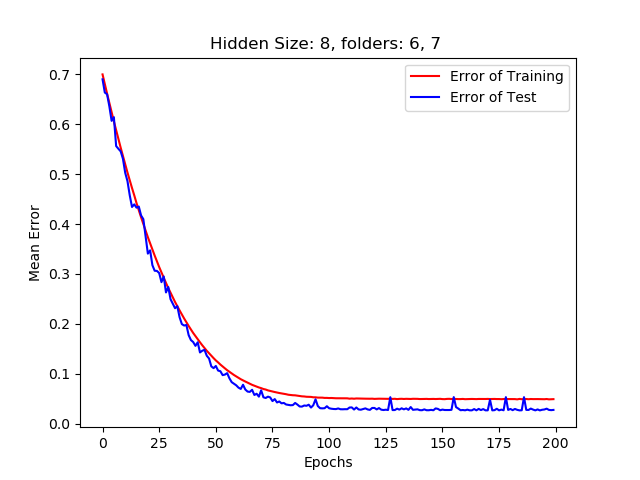 Hidden Size: 8, folders: 6, 7
Error of Training
Error of Test
Mean Error
0.7
0.6
0.5
0.4
0.3
0.2
0.1
0.0
0 25 50 75 100 125 150 175 200
Epochs